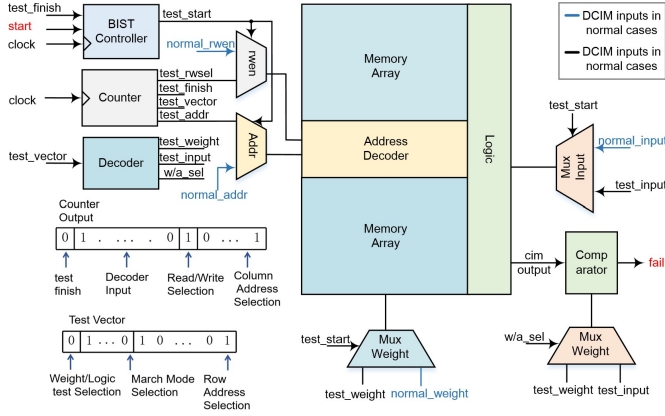 test_finish
start
clock
BIST
Controller
test_start
normal_rwen
rwen
clock
Counter
test_rwsel
test_finish
test_vector
test_addr
Addr
test_vector
Decoder
test_weight
test_input
w/a_sel
normal_addr
Memory
Array
Address
Decoder
Memory
Array
Logic
DCIM inputs in
normal cases
DCIM inputs in
normal cases
test_start
Mux
Input
normal_input
test_input
cim
output
Comp
arator
fail
Counter
Output
0 1 . ... . 0 1 0 ... 1
test
finish
Decoder
Input
Read/Write
Selection
Column
Address
Selection
Test Vector
0 1 ... 0 1 0 ... 0 1
Weight/Logic
test Selection
March Mode
Selection
Row
Address
Selection
test_start
Mux
Weight
test_weight
normal_weight
w/a_sel
Mux
Weight
test_weight
test_input